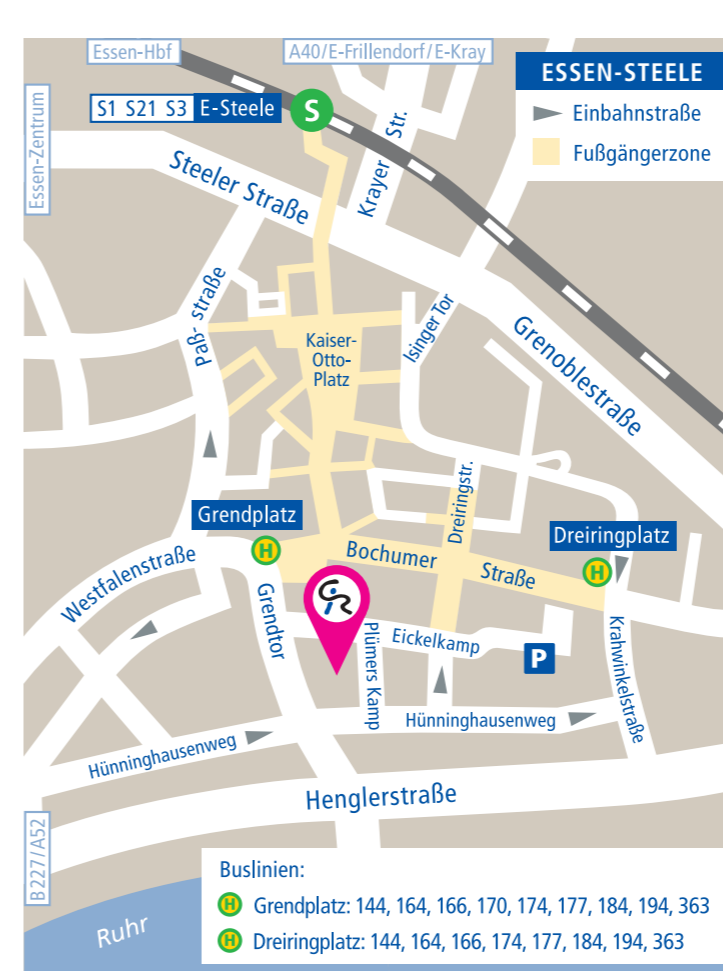 Essen-Hbf
A40/E-Frillendorf/E-Kray
ESSEN-STEELE
Einbahnstraße
Fußgängerzone
Essen-Zentrum
S1 S21 S3 E-Steele
S
Krayer Str.
Steeler Straße
Paß- straße
Kaiser-
Otto-
Platz
Isinger Tor
Grenoblestraße
Dreiringstr.
Grendplatz
H
Dreiringplatz
H
Bochumer Straße
Westfalenstraße
Grendtor
Plümers Kamp
Eickelkamp
P
Krahwinkelstraße
Hünninghausenweg
Hünninghausenweg
Henglerstraße
B227/A52
Ruhr
Buslinien:
H Grendplatz: 144, 164, 166, 170, 174, 177, 184, 194, 363
H Dreiringplatz: 144, 164, 166, 174, 177, 184, 194, 363